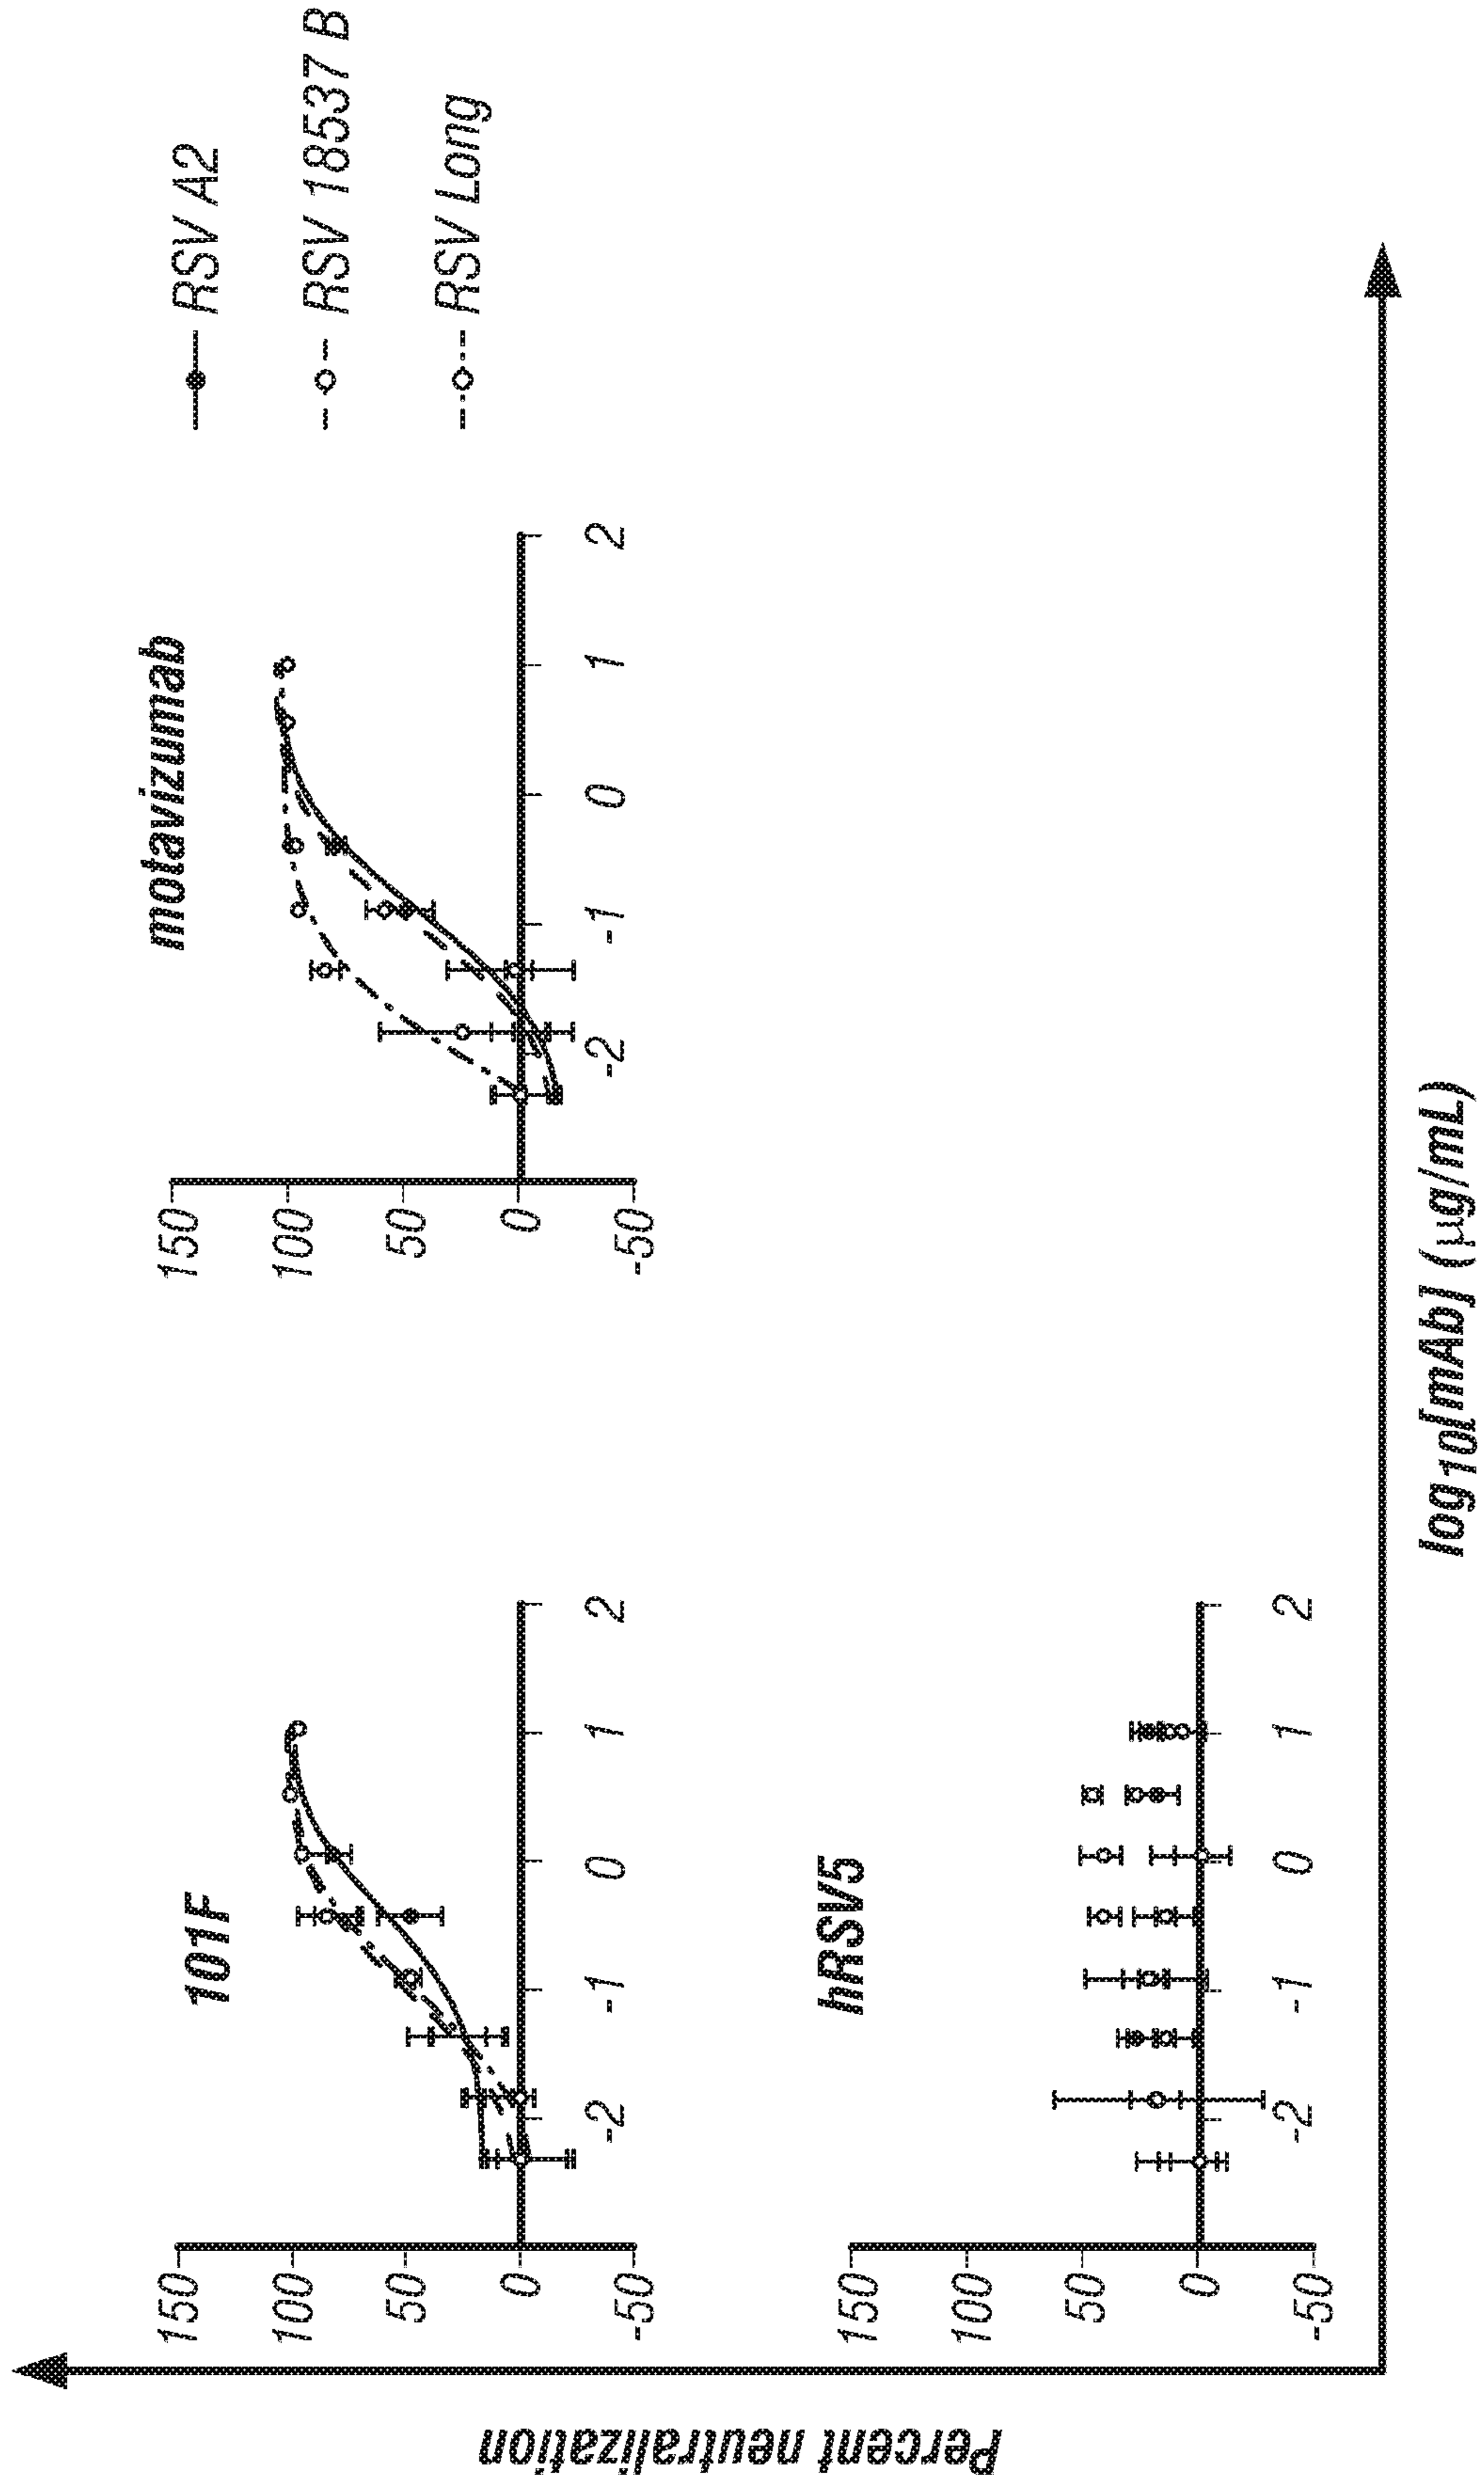 101F
150
100
50
0
-50
-2 -1 0 1 2
motavizumab
150
100
50
0
-50
-2 -1 0 1 2
RSV A2
RSV 18537 B
RSV Long
hRSV5
150
100
50
0
-50
-2 -1 0 1 2
Percent neutralization
log10[mAb] (µg/mL)